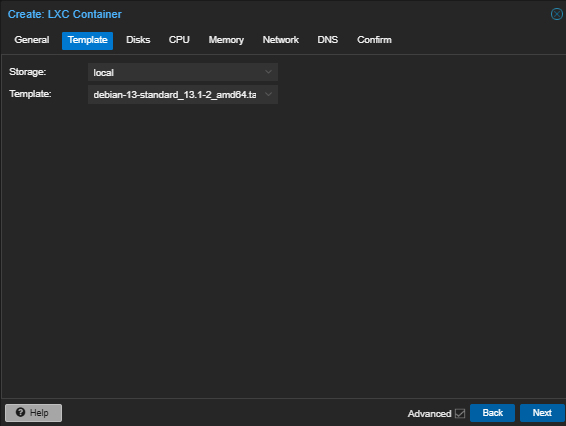 Create: LXC Container
General Template Disks CPU Memory Network DNS Confirm
Storage: local
Template: debian-13-standard_13.1-2_amd64.ta
Help Advanced Back Next